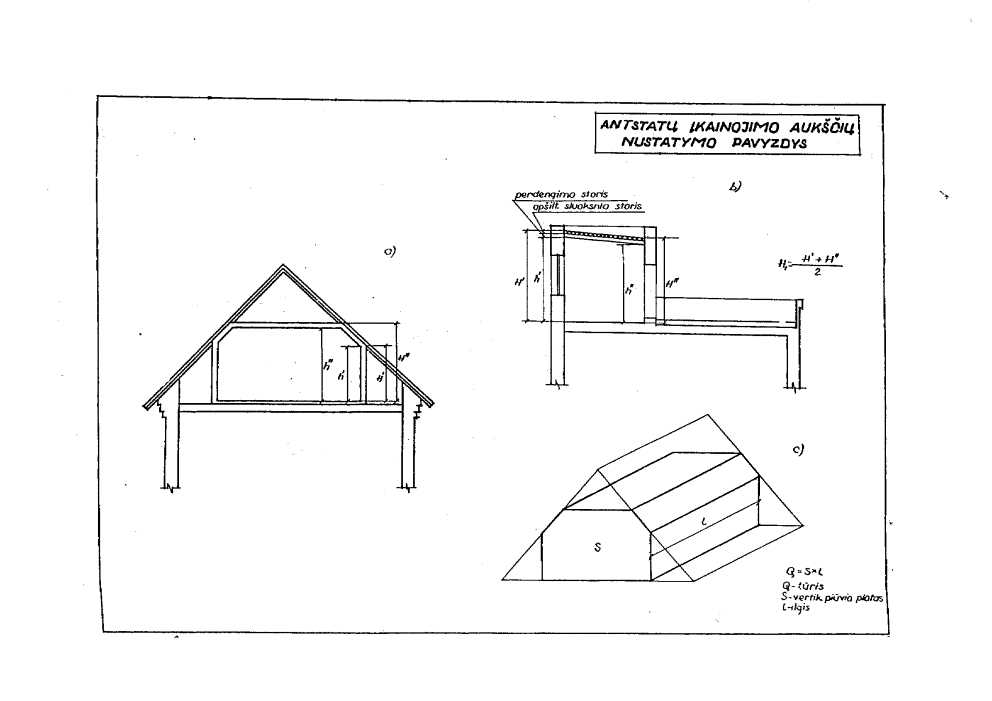 ANTSTATŲ ĮKAINOJIMO AUKŠČIŲ
NUSTATYMO PAVYZDYS
b)
perdengimo storis
apšilt. sluoksnio storis
a)
H' h' h" H"
H₁= H' + H"
2
h" h' H' H"
c)
S
L
Q = S×L
Q- tūris
S-vertik. pjūvio plotas
L-ilgis